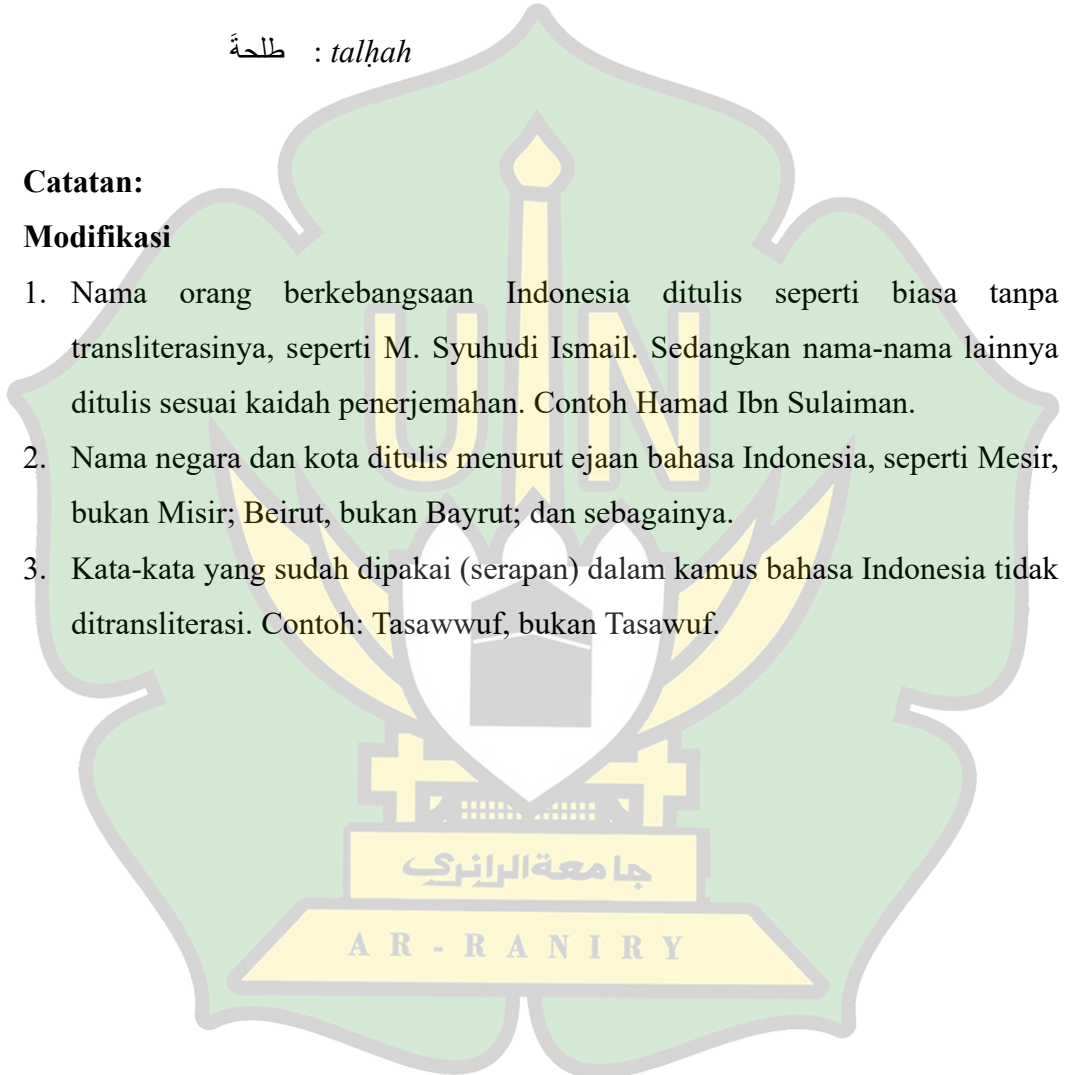 طلحةَ : talḥah
Catatan:
Modifikasi
1. Nama orang berkebangsaan Indonesia ditulis seperti biasa tanpa
transliterasinya, seperti M. Syuhudi Ismail. Sedangkan nama-nama lainnya
ditulis sesuai kaidah penerjemahan. Contoh Hamad Ibn Sulaiman.
2. Nama negara dan kota ditulis menurut ejaan bahasa Indonesia, seperti Mesir,
bukan Misir; Beirut, bukan Bayrut; dan sebagainya.
3. Kata-kata yang sudah dipakai (serapan) dalam kamus bahasa Indonesia tidak
ditransliterasi. Contoh: Tasawwuf, bukan Tasawuf.
UIN
جامعةالرانري
AR-RANIRY